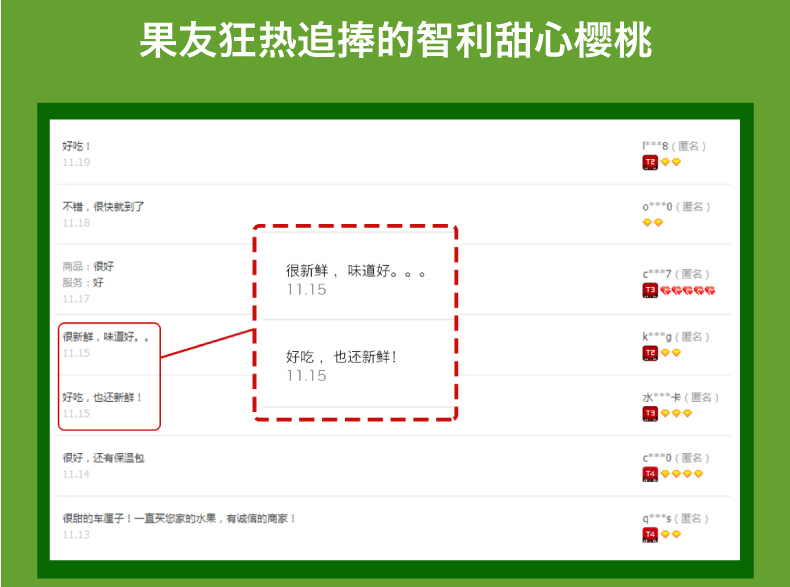 果友狂热追捧的智利甜心樱桃
好吃！
11.19
l***8（匿名）
T2
不错，很快就到了
11.18
o***0（匿名）
商品：很好
服务：好
11.17
c***7（匿名）
T3
很新鲜，味道好。。
11.15
k***g（匿名）
T2
好吃，也还新鲜！
11.15
水***卡（匿名）
T3
很新鲜，味道好。。。
11.15
好吃，也还新鲜！
11.15
很好，还有保温包
11.14
c***0（匿名）
T4
很甜的车厘子！一直买您家的水果，有诚信的商家！
11.13
q***s（匿名）
T4